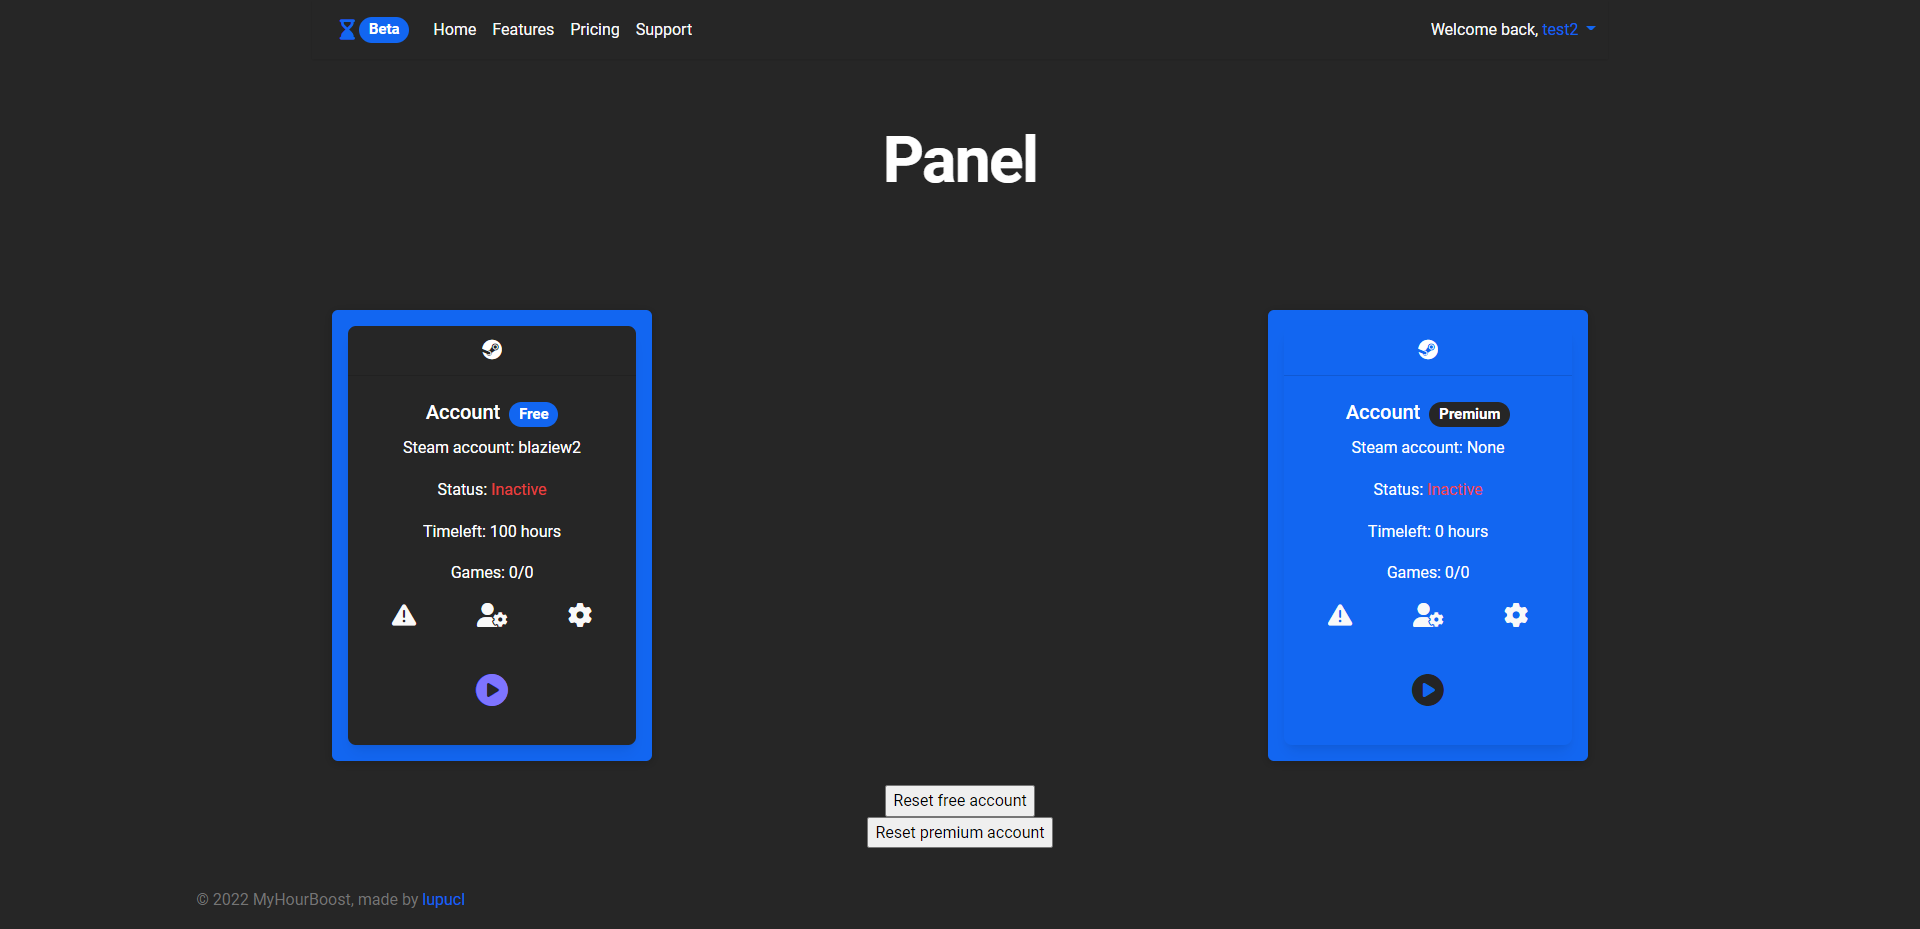 Beta Home Features Pricing Support Welcome back, test2
Panel
Account Free
Steam account: blaziew2
Status: Inactive
Timeleft: 100 hours
Games: 0/0
Account Premium
Steam account: None
Status: Inactive
Timeleft: 0 hours
Games: 0/0
Reset free account
Reset premium account
© 2022 MyHourBoost, made by lupucl